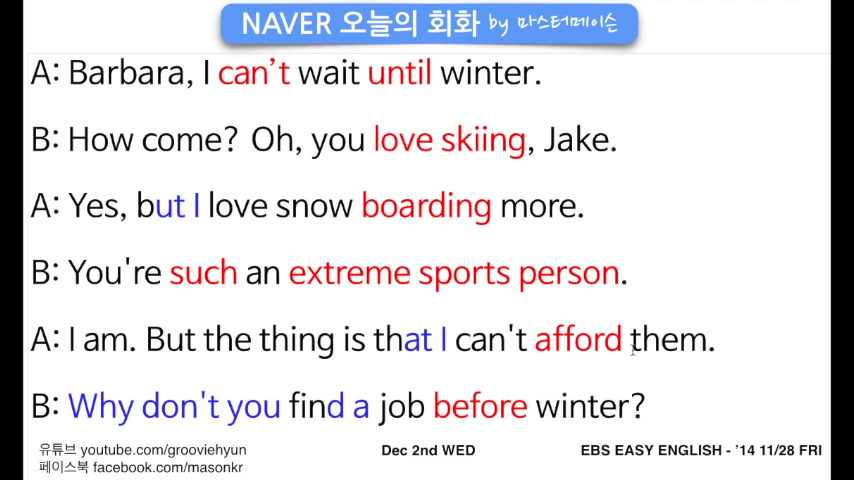 NAVER 오늘의 회화 by 마스터메이슨
A: Barbara, I can't wait until winter.
B: How come? Oh, you love skiing, Jake.
A: Yes, but I love snow boarding more.
B: You're such an extreme sports person.
A: I am. But the thing is that I can't afford them.
B: Why don't you find a job before winter?
유튜브 youtube.com/grooviehyun
페이스북 facebook.com/masonkr
Dec 2nd WED
EBS EASY ENGLISH - '14 11/28 FRI